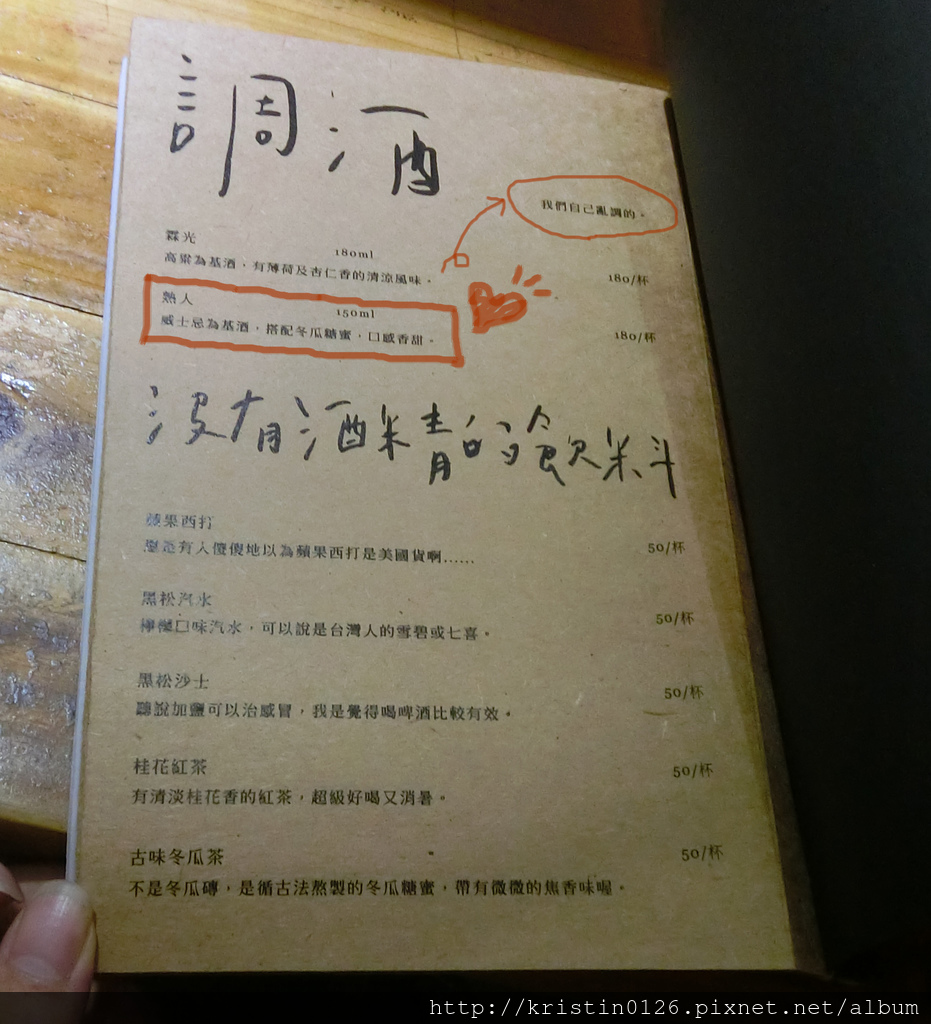 調酒
我們自己亂調的。
霖光
180ml
高粱為基酒，有薄荷及杏仁香的清涼風味。
180/杯
熟人
150ml
威士忌為基酒，搭配冬瓜糖蜜，口感香甜。
180/杯
沒有酒精的飲料
蘋果西打
總是有人傻傻地以為蘋果西打是美國貨啊......
50/杯
黑松汽水
檸檬口味汽水，可以說是台灣人的雪碧或七喜。
50/杯
黑松沙士
聽說加鹽可以治感冒，我是覺得喝啤酒比較有效。
50/杯
桂花紅茶
有清淡桂花香的紅茶，超級好喝又消暑。
50/杯
古味冬瓜茶
不是冬瓜磚，是循古法熬製的冬瓜糖蜜，帶有微微的焦香味喔。
50/杯
http://kristin0126.pixnet.net/album